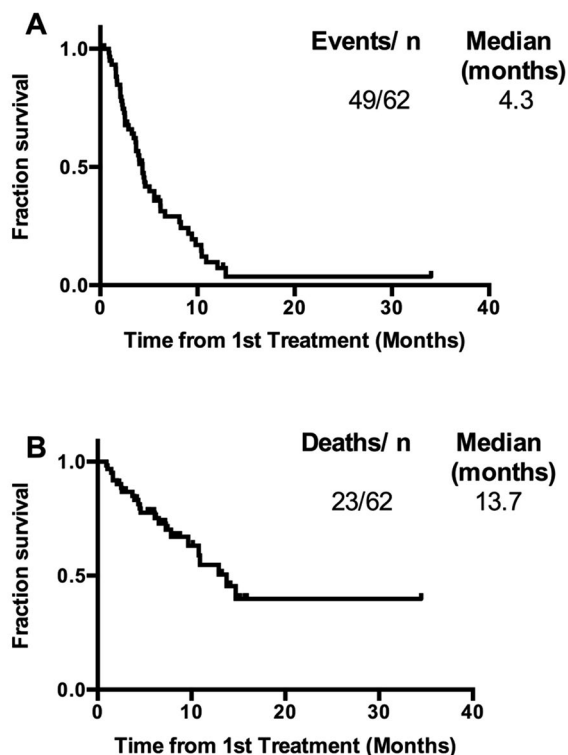 A
Events/ n Median
(months)
49/62 4.3
Fraction survival
1.0
0.5
0.0
0 10 20 30 40
Time from 1st Treatment (Months)
B
Deaths/ n Median
(months)
23/62 13.7
Fraction survival
1.0
0.5
0.0
0 10 20 30 40
Time from 1st Treatment (Months)